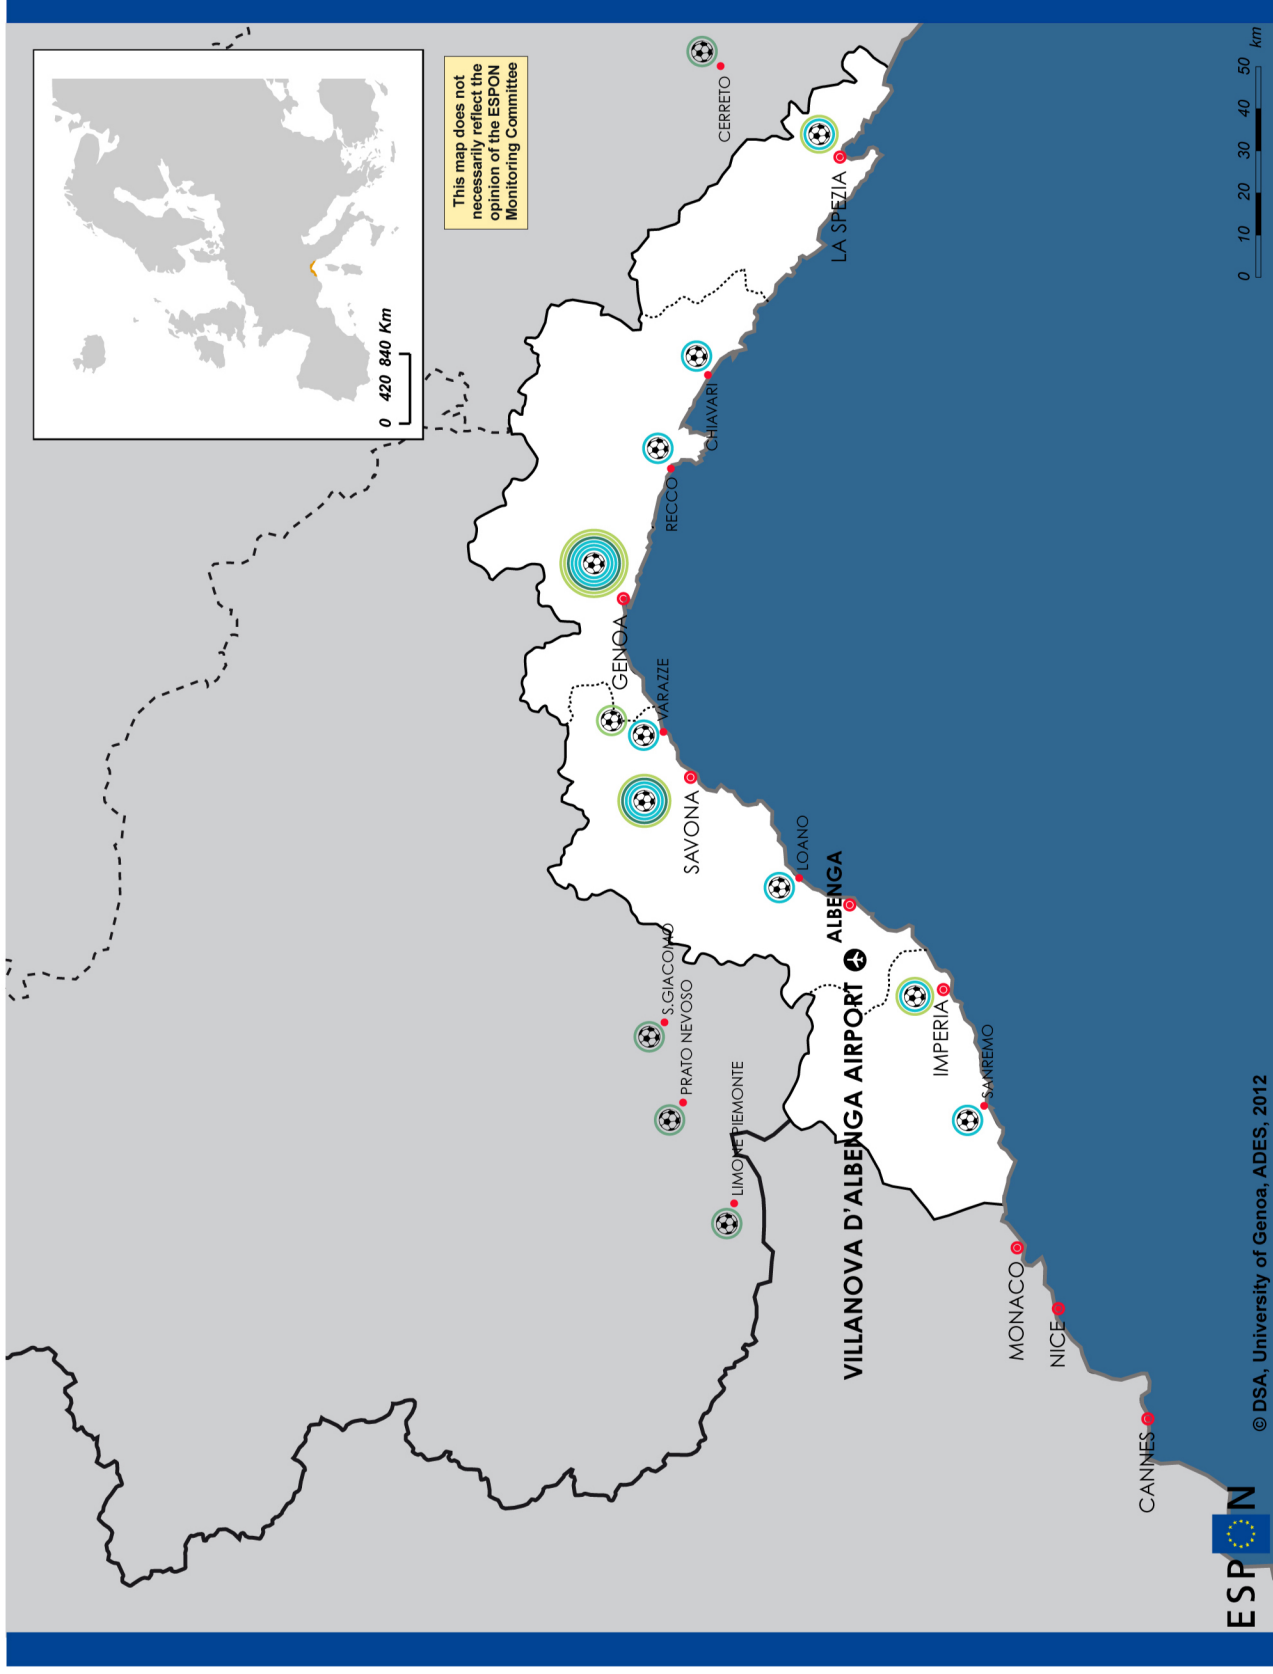 This map does not
necessarily reflect the
opinion of the ESPON
Monitoring Committee
0 420 840 Km
CERRETO
LA SPEZIA
CHIAVARI
RECCO
GENOA
VARAZZE
SAVONA
LOANO
ALBENGA
VILLANOVA D'ALBENGA AIRPORT
S.GIACOMO
PRATO NEVOSO
LIMONE PIEMONTE
IMPERIA
SANREMO
MONACO
NICE
CANNES
0 10 20 30 40 50 km
ESPON
© DSA, University of Genoa, ADES, 2012